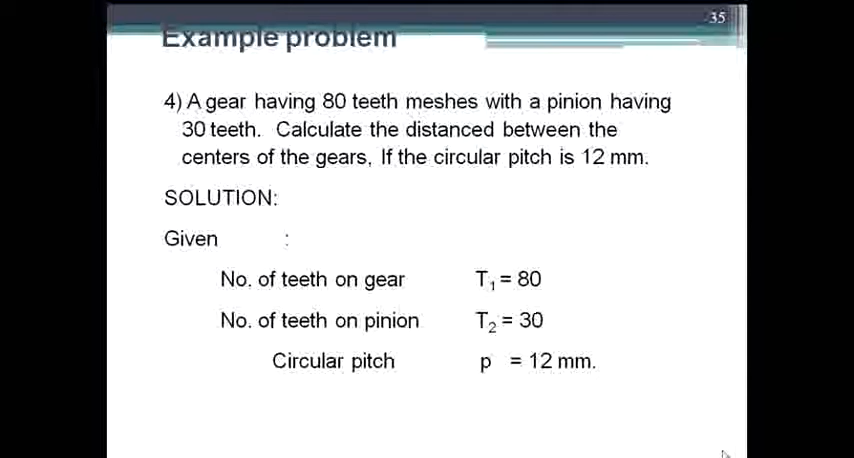 35
Example problem
4) A gear having 80 teeth meshes with a pinion having
30 teeth. Calculate the distanced between the
centers of the gears, If the circular pitch is 12 mm.
SOLUTION:
Given :
No. of teeth on gear T₁ = 80
No. of teeth on pinion T₂ = 30
Circular pitch p = 12 mm.